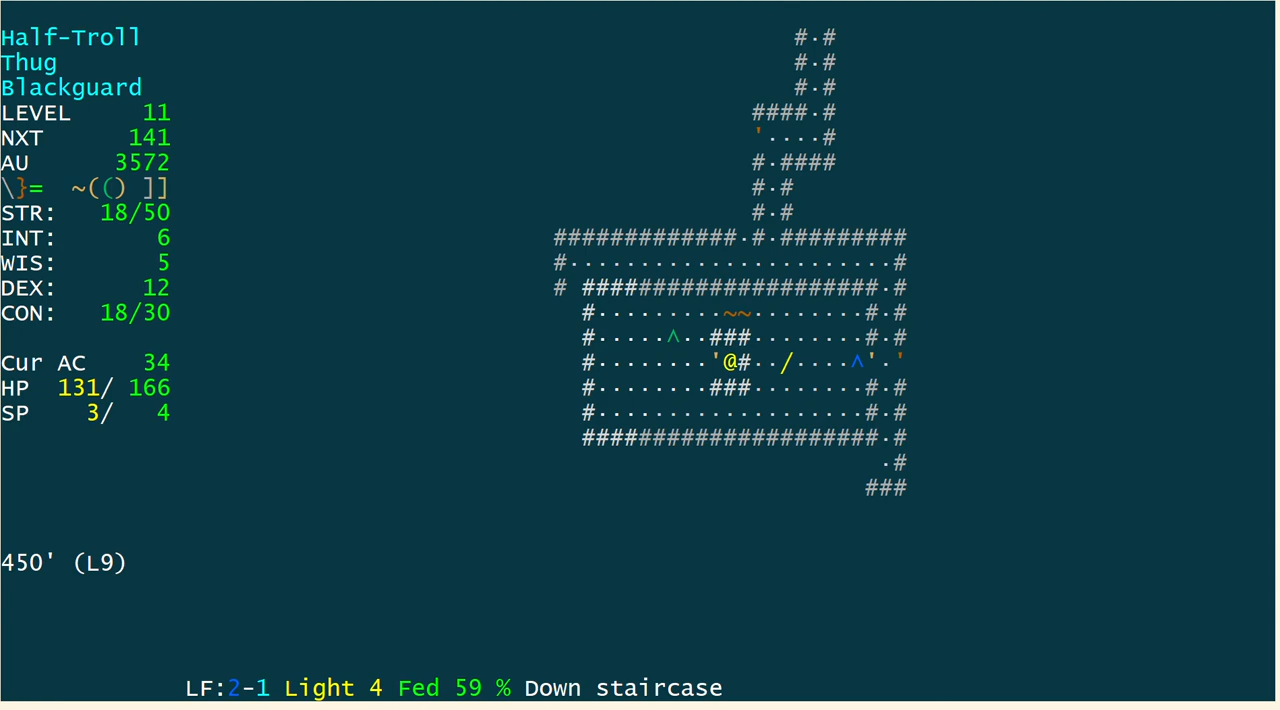 Half-Troll #.#
Thug #.#
Blackguard #.#
LEVEL 11 ####.#
NXT 141 '....#
AU 3572 #.####
\}= ~(() ]] #.#
STR: 18/50 #.#
INT: 6 #############.#.#########
WIS: 5 #......................#
DEX: 12 # #####################.#
CON: 18/30 #.........~~........#.#
#.....^..###........#.#
Cur AC 34 #........'@#../....^'.'
HP 131/ 166 #........###........#.#
SP 3/ 4 #...................#.#
#####################.#
.#
###
450' (L9)
LF:2-1 Light 4 Fed 59 % Down staircase